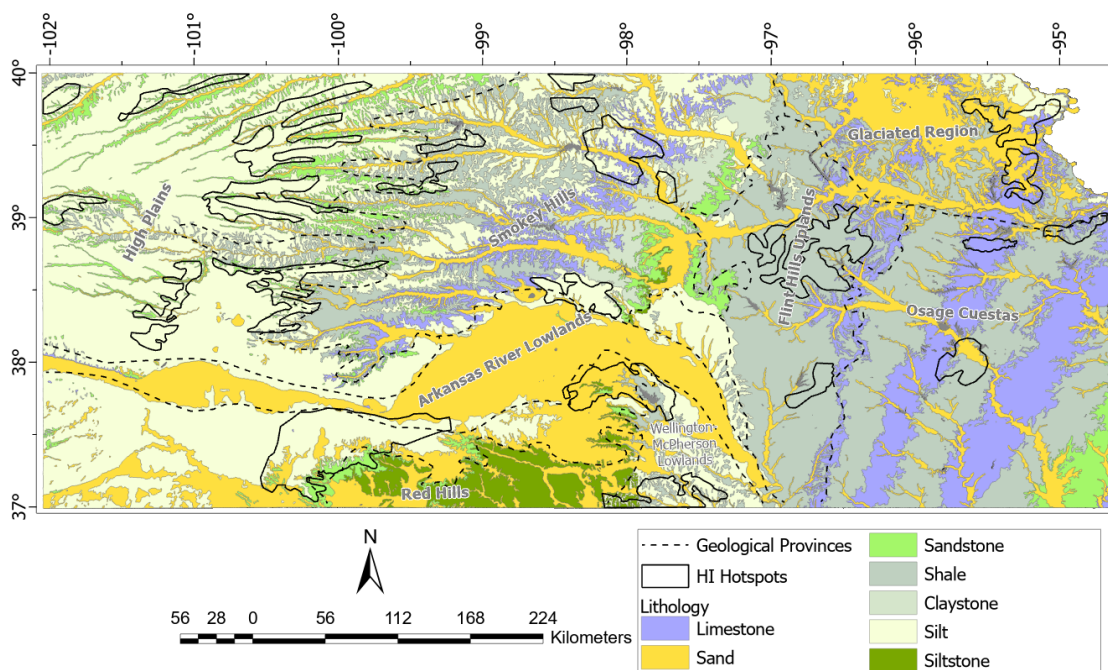 -102°
-101°
-100°
-99°
-98°
-97°
-96°
-95°
40°
39°
38°
37°
Glaciated Region
High Plains
Smokey Hills
Flint Hills Uplands
Osage Cuestas
Arkansas River Lowlands
Wellington
McPherson
Lowlands
Red Hills
N
56 28 0 56 112 168 224
Kilometers
Geological Provinces
HI Hotspots
Lithology
Limestone
Sand
Sandstone
Shale
Claystone
Silt
Siltstone